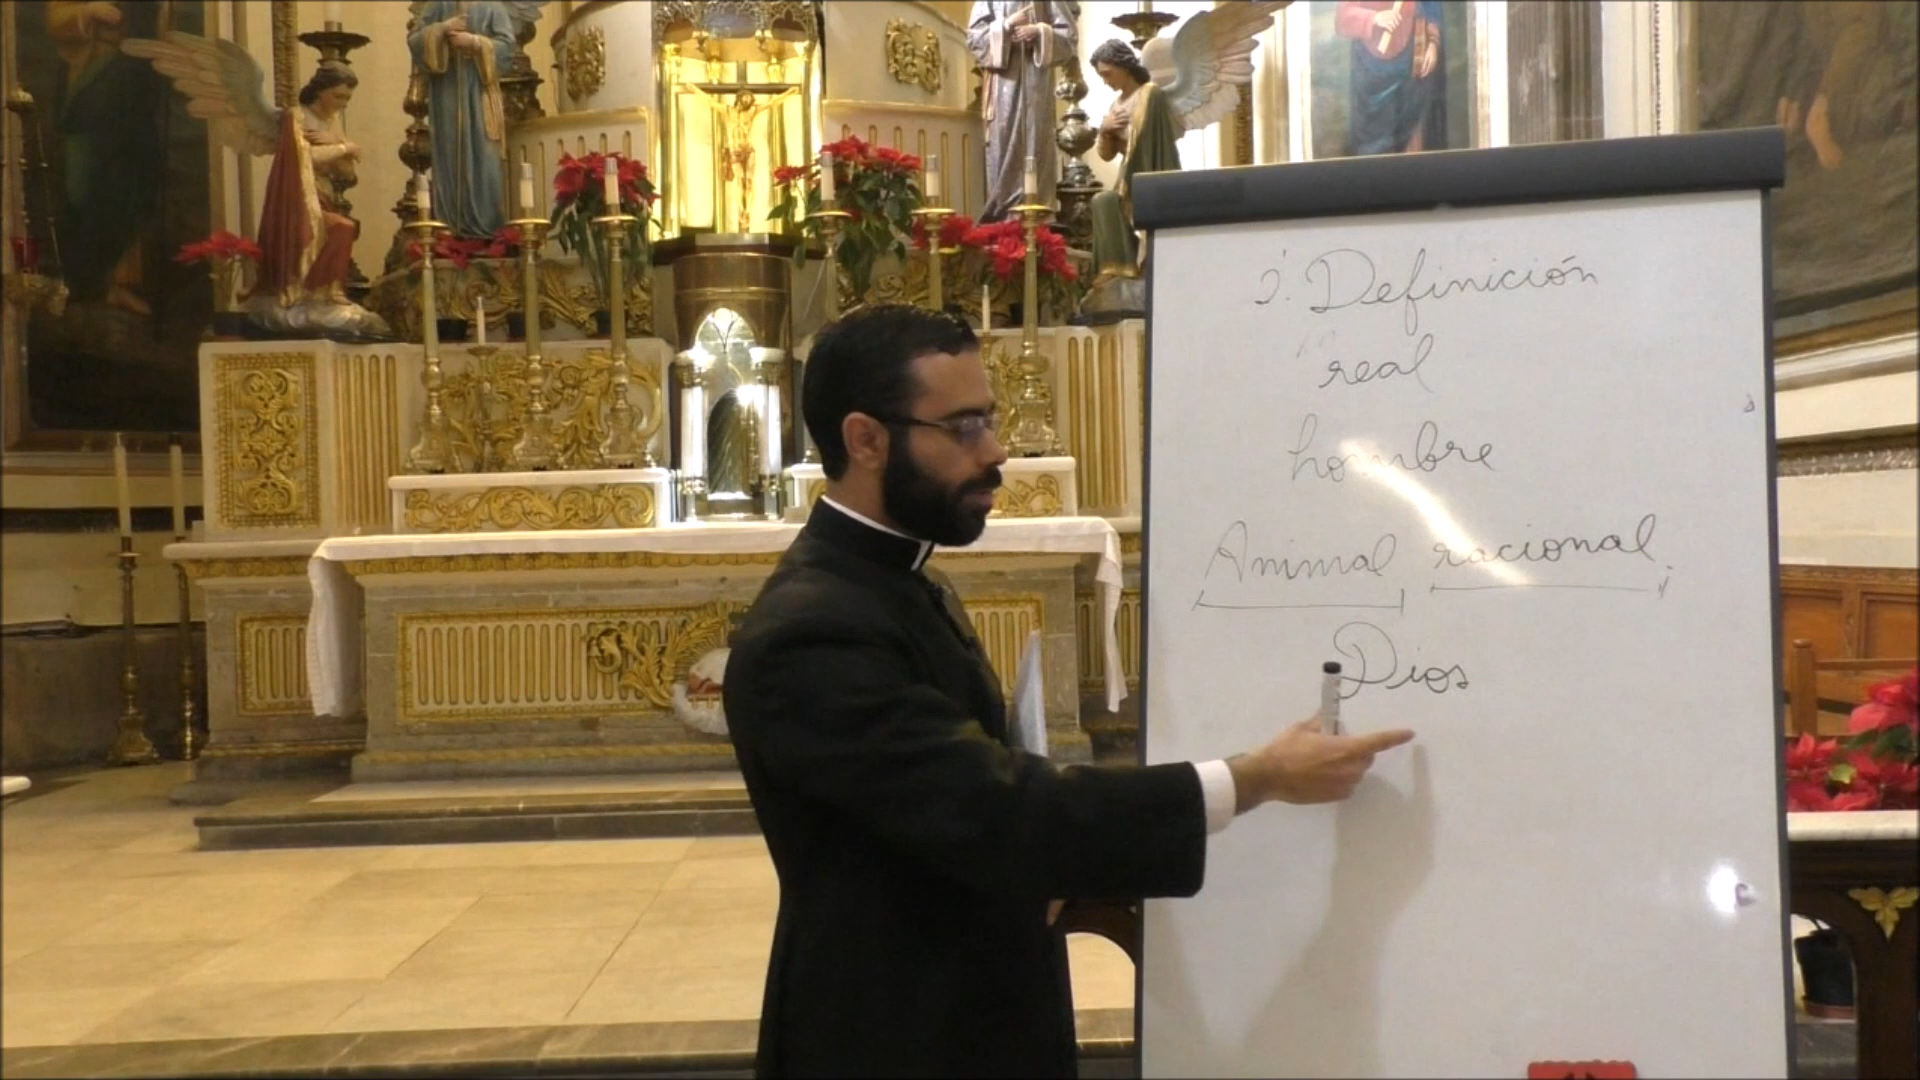 2. Definición
real
hombre
Animal racional
Dios